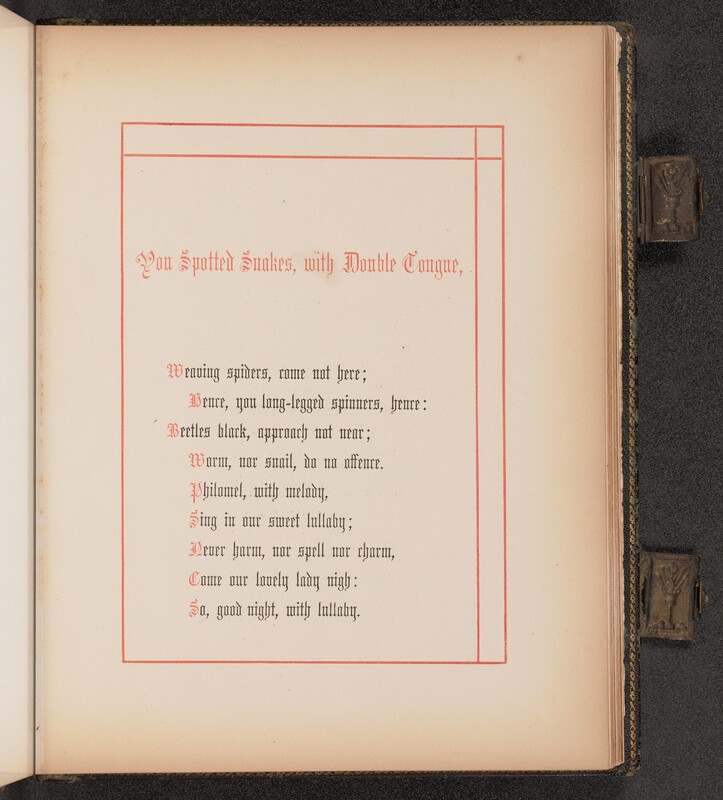 You Spotted Snakes, with Double Tongue,
Weaving spiders, come not here;
Hence, you long-legged spinners, hence:
Beetles black, approach not near;
Worm, nor snail, do no offence.
Philomel, with melody,
Sing in our sweet lullaby;
Never harm, nor spell nor charm,
Come our lovely lady nigh:
So, good night, with lullaby.